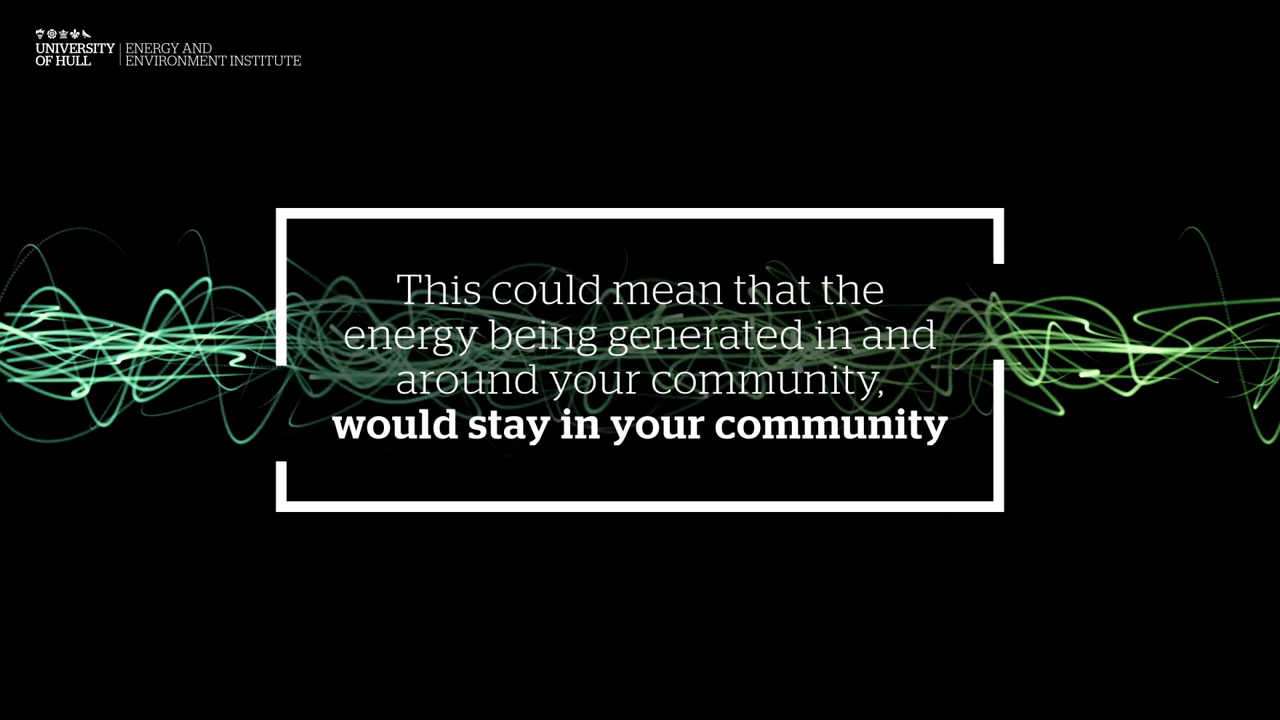 UNIVERSITY
OF HULL
ENERGY AND
ENVIRONMENT INSTITUTE
This could mean that the
energy being generated in and
around your community,
would stay in your community